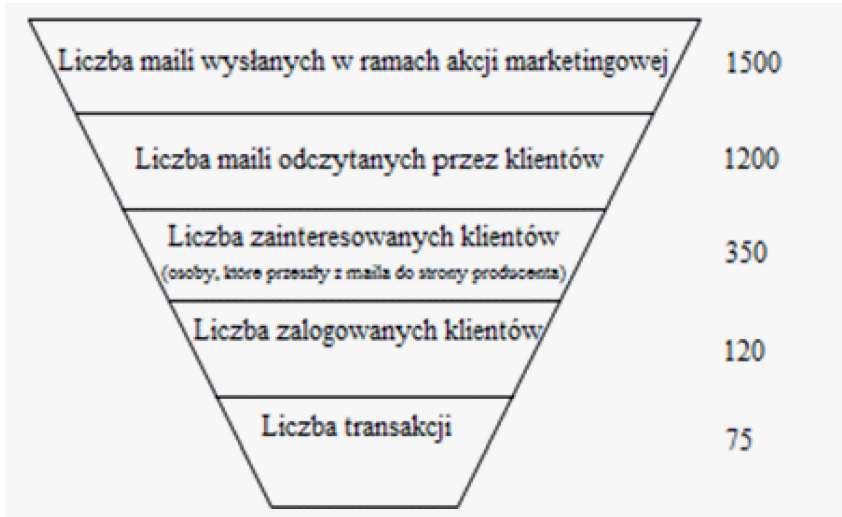 Liczba maili wysłanych w ramach akcji marketingowej 1500
Liczba maili odczytanych przez klientów 1200
Liczba zainteresowanych klientów
(osoby, które przeszły z maila do strony producenta) 350
Liczba zalogowanych klientów 120
Liczba transakcji 75